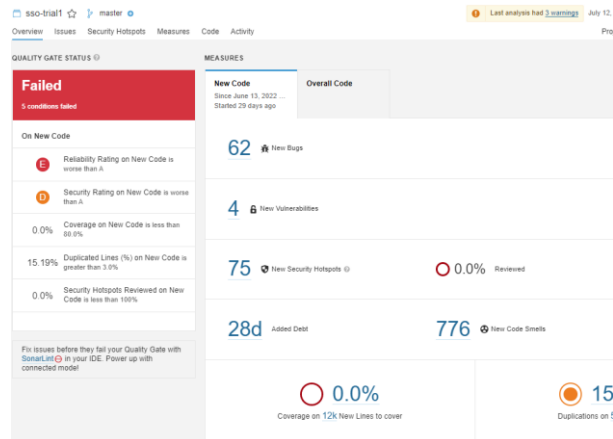 sso-trial1 master Last analysis had 3 warnings July 12,
Overview Issues Security Hotspots Measures Code Activity Pro
QUALITY GATE STATUS
Failed
5 conditions failed
On New Code
E Reliability Rating on New Code is
worse than A
D Security Rating on New Code is worse
than A
0.0% Coverage on New Code is less than
80.0%
15.19% Duplicated Lines (%) on New Code is
greater than 3.0%
0.0% Security Hotspots Reviewed on New
Code is less than 100%
Fix issues before they fail your Quality Gate with
SonarLint in your IDE. Power up with
connected mode!
MEASURES
New Code
Since June 13, 2022 ...
Started 29 days ago
Overall Code
62 New Bugs
4 New Vulnerabilities
75 New Security Hotspots
0.0% Reviewed
28d Added Debt
776 New Code Smells
0.0%
Coverage on 12k New Lines to cover
15
Duplications on 5